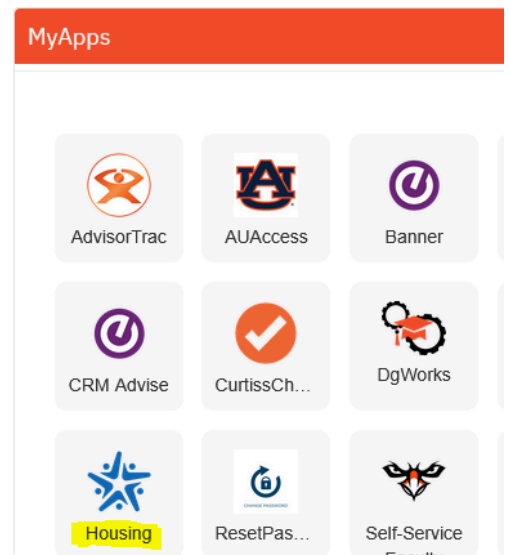 MyApps
AdvisorTrac
AUAccess
Banner
CRM Advise
CurtissCh...
DgWorks
CHANGE PASSWORD
Housing
ResetPas...
Self-Service